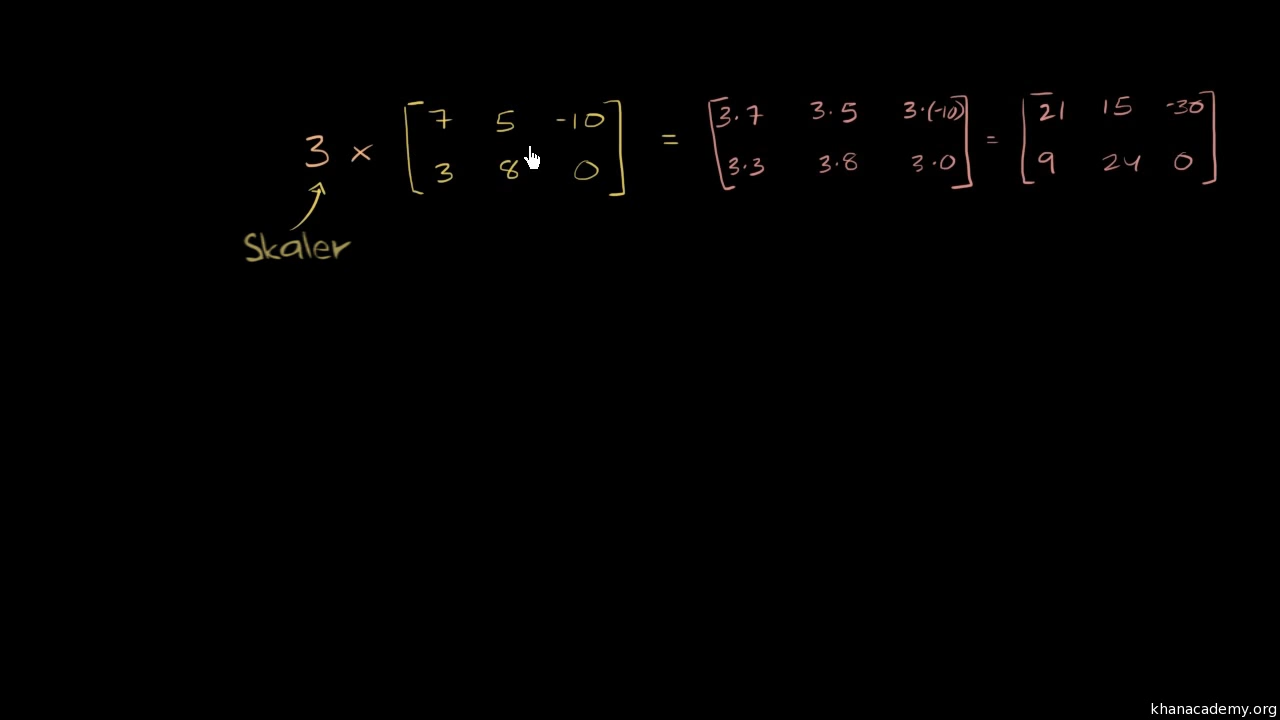 3 × [ 7 5 -10 ] = [ 3·7 3·5 3·(-10) ] = [ 21 15 -30 ]
[ 3 8 0 ] [ 3·3 3·8 3·0 ] [ 9 24 0 ]
Skaler
khanacademy.org